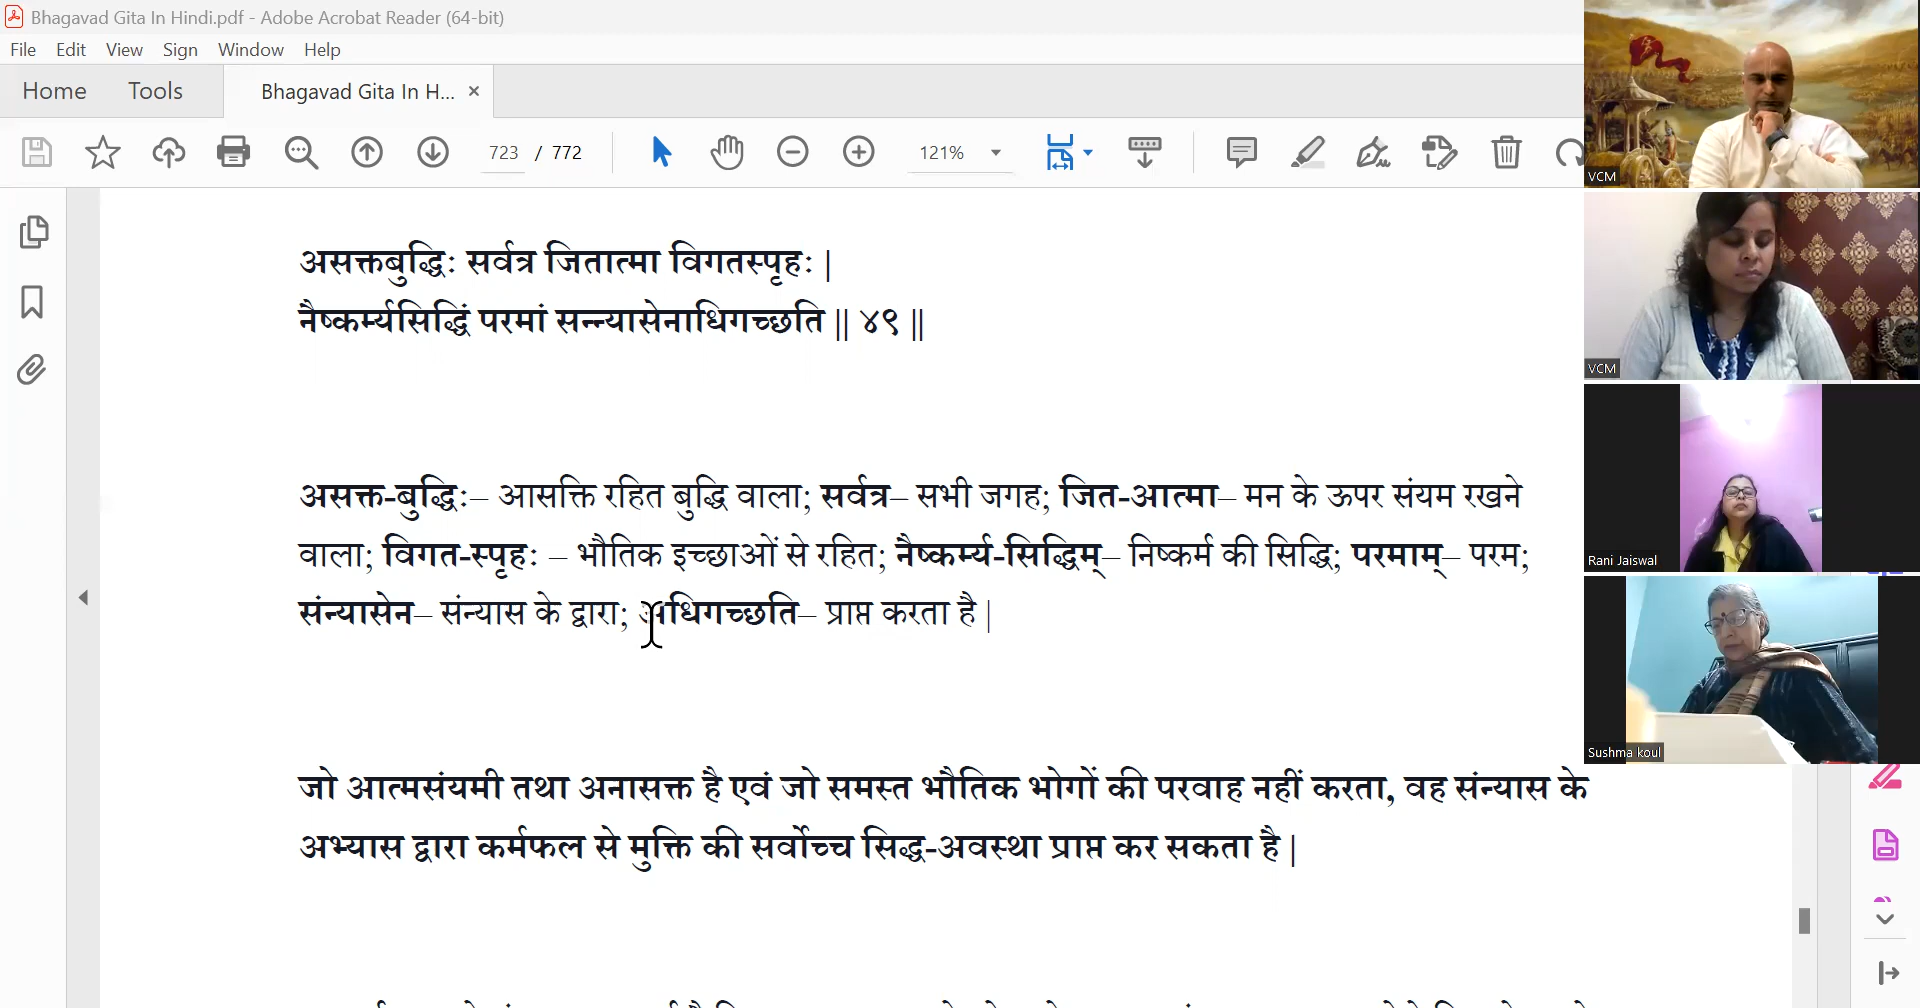 Bhagavad Gita In Hindi.pdf - Adobe Acrobat Reader (64-bit)
File Edit View Sign Window Help
Home Tools Bhagavad Gita In H... ×
723 / 772 121%
असक्तबुद्धिः सर्वत्र जितात्मा विगतस्पृहः |
नैष्कर्म्यसिद्धिं परमां सन्न्यासेनाधिगच्छति || ४९ ||
असक्त-बुद्धिः– आसक्ति रहित बुद्धि वाला; सर्वत्र– सभी जगह; जित-आत्मा– मन के ऊपर संयम रखने
वाला; विगत-स्पृहः – भौतिक इच्छाओं से रहित; नैष्कर्म्य-सिद्धिम्– निष्कर्म की सिद्धि; परमाम्– परम;
संन्यासेन– संन्यास के द्वारा; अधिगच्छति– प्राप्त करता है |
जो आत्मसंयमी तथा अनासक्त है एवं जो समस्त भौतिक भोगों की परवाह नहीं करता, वह संन्यास के
अभ्यास द्वारा कर्मफल से मुक्ति की सर्वोच्च सिद्ध-अवस्था प्राप्त कर सकता है |
VCM
VCM
Rani Jaiswal
Sushma koul